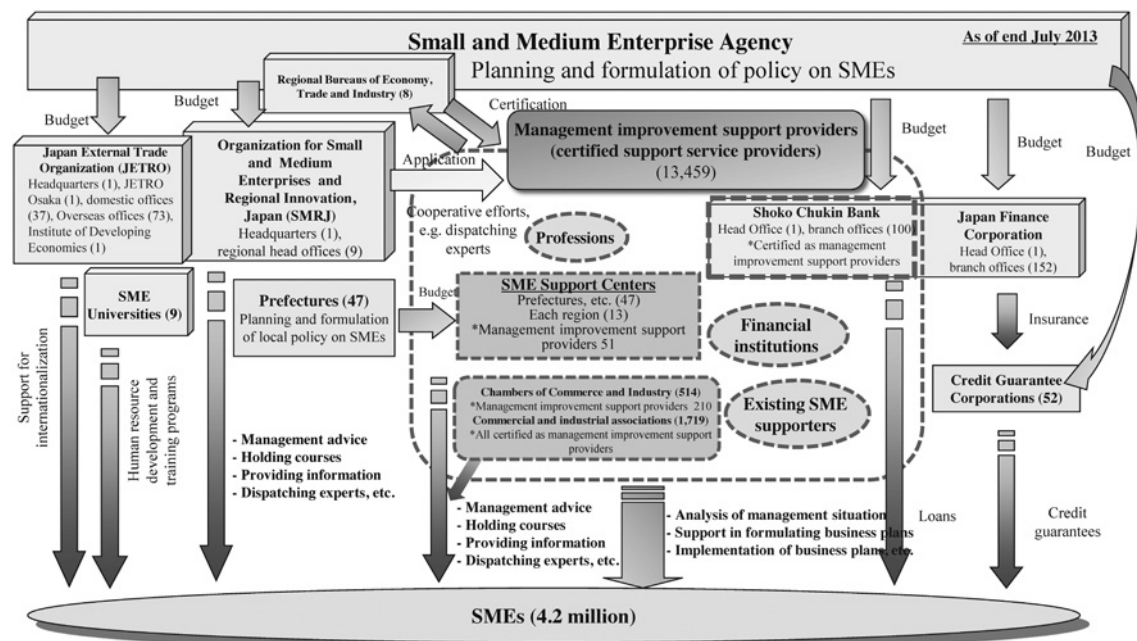 Small and Medium Enterprise Agency
As of end July 2013
Planning and formulation of policy on SMEs
Regional Bureaus of Economy,
Trade and Industry (8)
Budget
Budget
Certification
Application
Budget
Budget
Budget
Japan External Trade
Organization (JETRO)
Headquarters (1), JETRO
Osaka (1), domestic offices
(37), Overseas offices (73),
Institute of Developing
Economies (1)
Organization for Small
and Medium
Enterprises and
Regional Innovation,
Japan (SMRJ)
Headquarters (1),
regional head offices (9)
Management improvement support providers
(certified support service providers)
(13,459)
Cooperative efforts,
e.g. dispatching
experts
Professions
Shoko Chukin Bank
Head Office (1), branch offices (100)
*Certified as management
improvement support providers
Japan Finance
Corporation
Head Office (1),
branch offices (152)
SME
Universities (9)
Prefectures (47)
Planning and formulation
of local policy on SMEs
Budget
SME Support Centers
Prefectures, etc. (47)
Each region (13)
*Management improvement support
providers 51
Financial
institutions
Insurance
Chambers of Commerce and Industry (514)
*Management improvement support providers 210
Commercial and industrial associations (1,719)
*All certified as management improvement support
providers
Existing SME
supporters
Credit Guarantee
Corporations (52)
Support for
internationalization
Human resource
development and
training programs
- Management advice
- Holding courses
- Providing information
- Dispatching experts, etc.
- Management advice
- Holding courses
- Providing information
- Dispatching experts, etc.
- Analysis of management situation
- Support in formulating business plans
- Implementation of business plans, etc.
Loans
Credit
guarantees
SMEs (4.2 million)